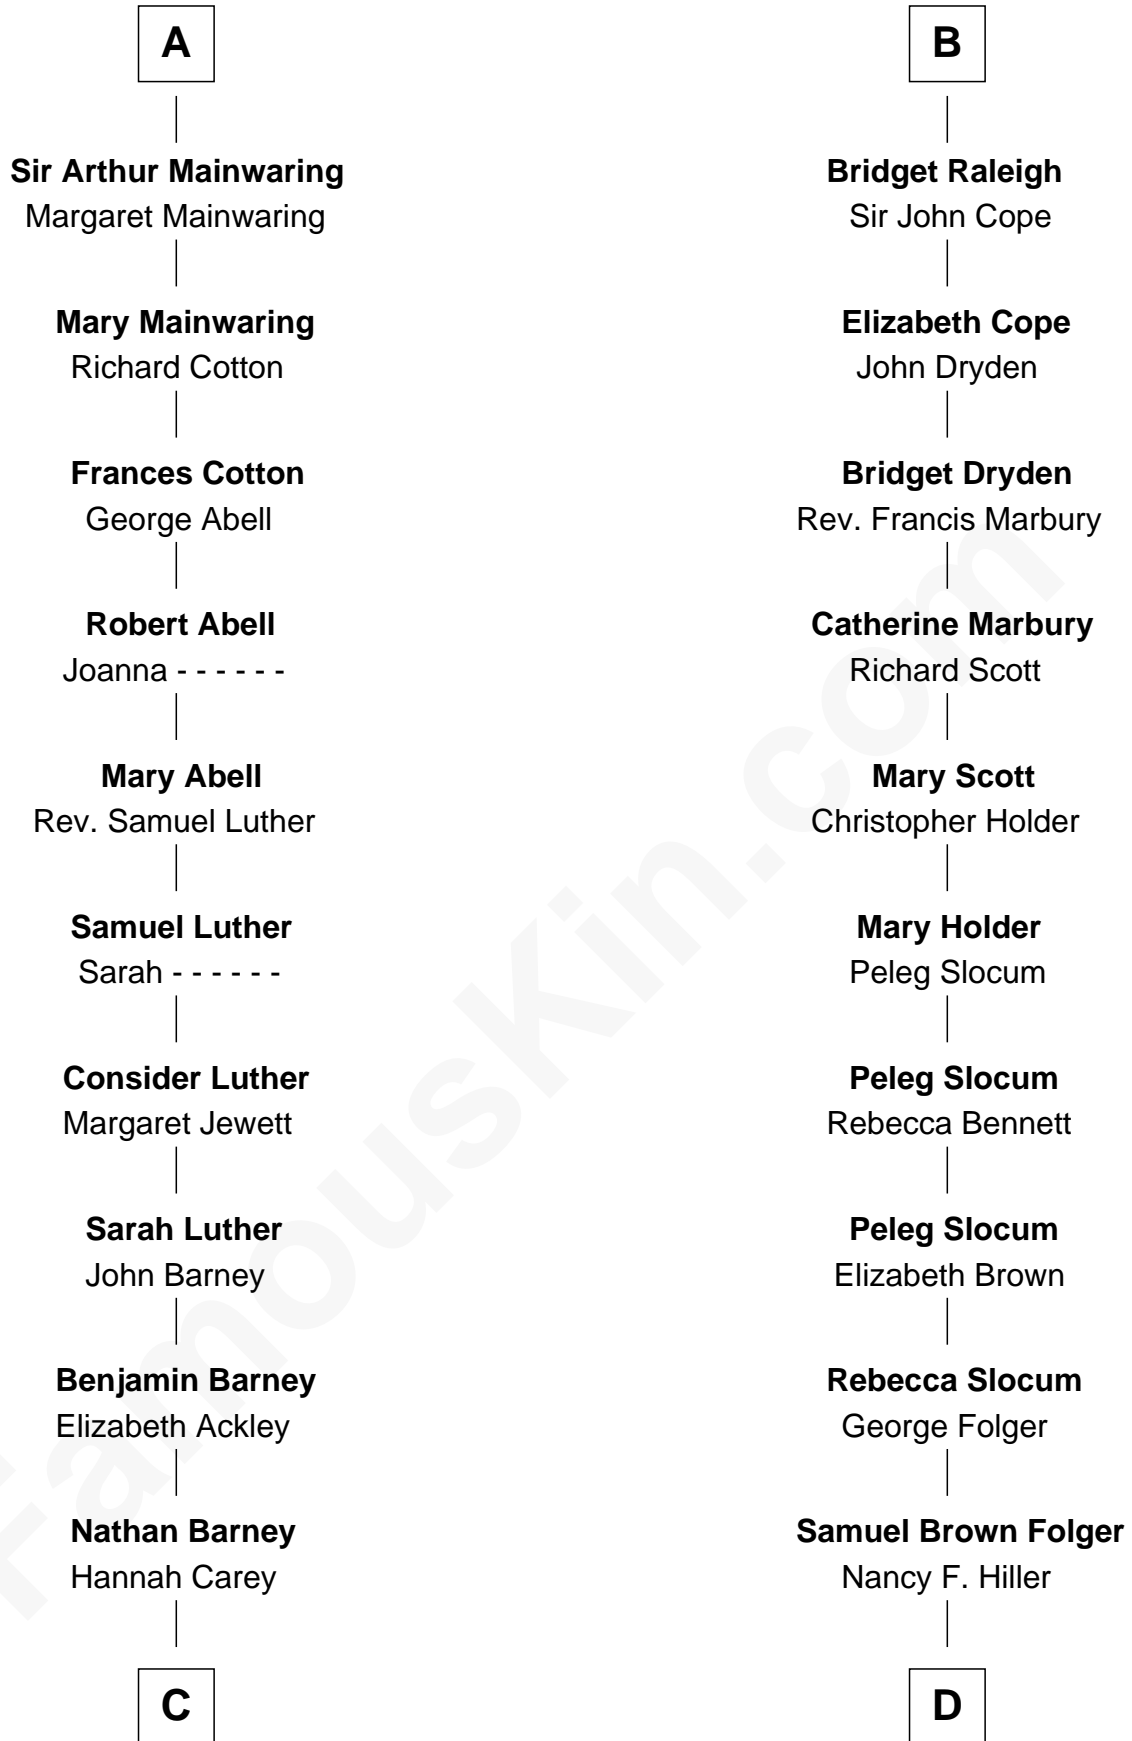 A
Sir Arthur Mainwaring
Margaret Mainwaring
Mary Mainwaring
Richard Cotton
Frances Cotton
George Abell
Robert Abell
Joanna - - - - - -
Mary Abell
Rev. Samuel Luther
Samuel Luther
Sarah - - - - - -
Consider Luther
Margaret Jewett
Sarah Luther
John Barney
Benjamin Barney
Elizabeth Ackley
Nathan Barney
Hannah Carey
C
B
Bridget Raleigh
Sir John Cope
Elizabeth Cope
John Dryden
Bridget Dryden
Rev. Francis Marbury
Catherine Marbury
Richard Scott
Mary Scott
Christopher Holder
Mary Holder
Peleg Slocum
Peleg Slocum
Rebecca Bennett
Peleg Slocum
Elizabeth Brown
Rebecca Slocum
George Folger
Samuel Brown Folger
Nancy F. Hiller
D
FamousKin.com